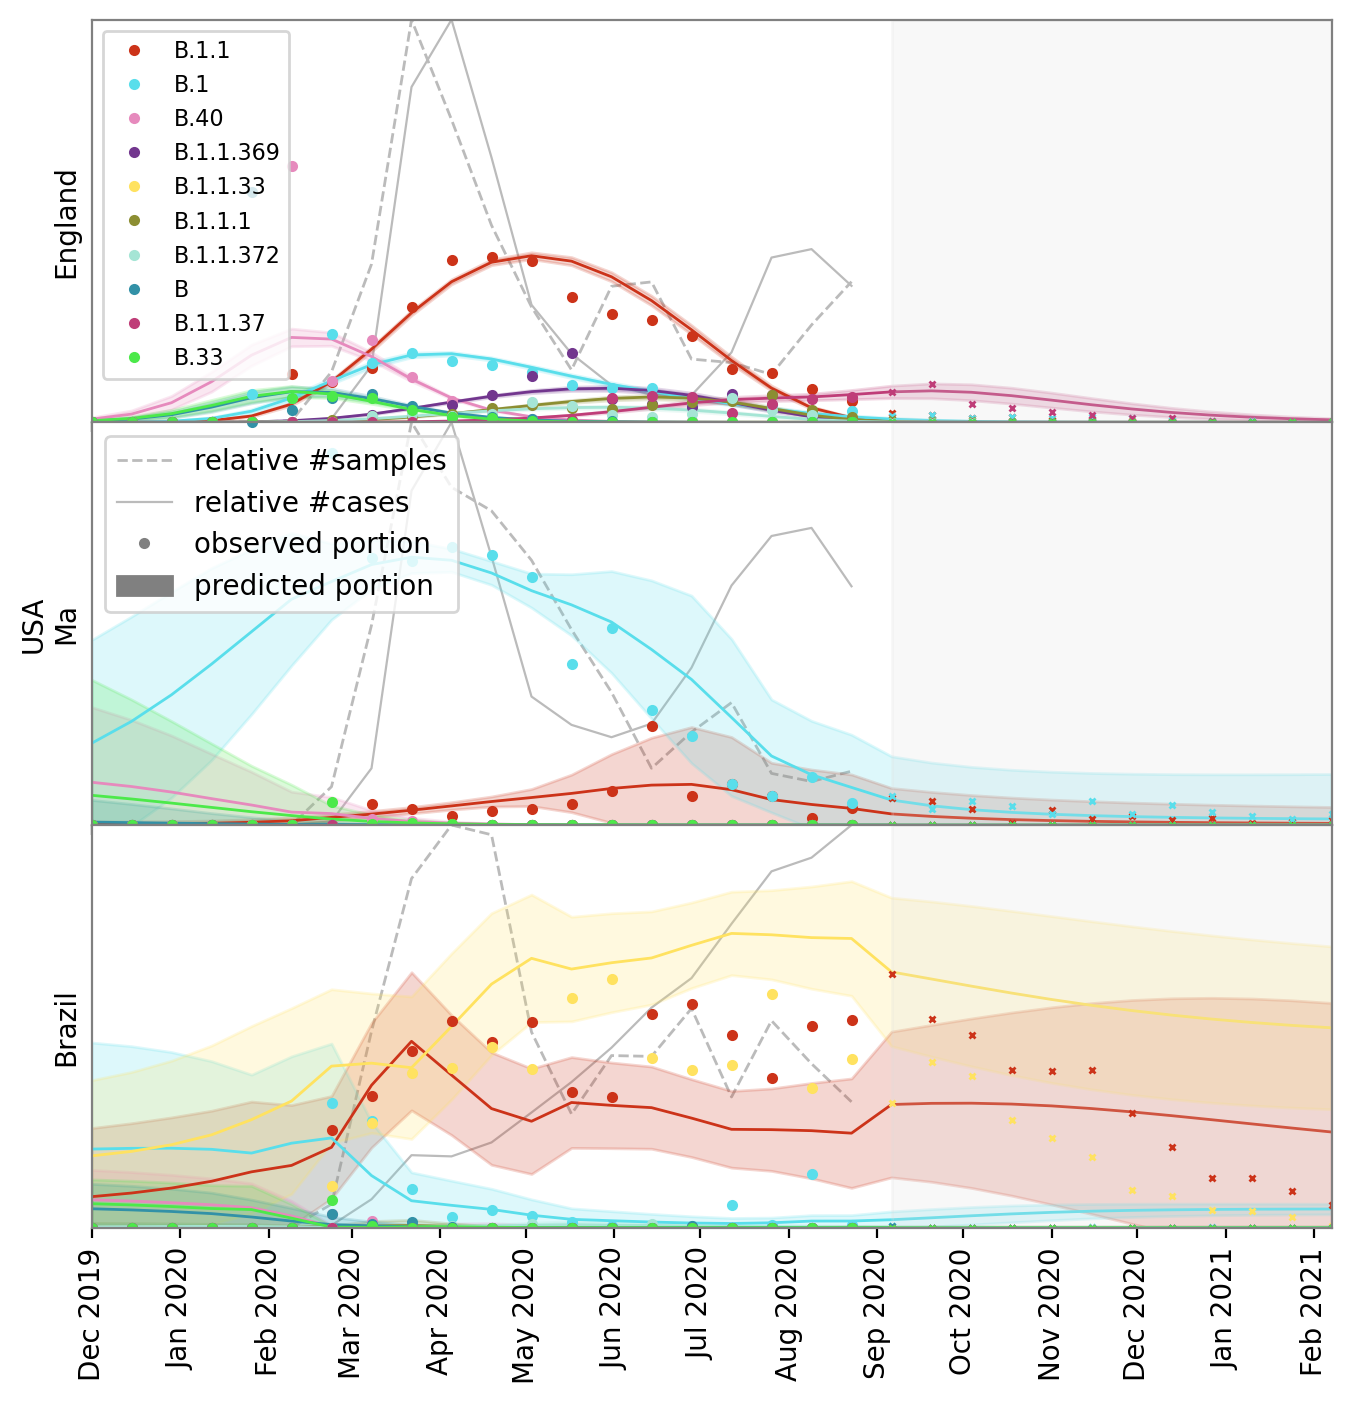 B.1.1
B.1
B.40
B.1.1.369
B.1.1.33
B.1.1.1
B.1.1.372
B
B.1.1.37
B.33
England
relative #samples
relative #cases
observed portion
predicted portion
USA
Ma
Brazil
Dec 2019
Jan 2020
Feb 2020
Mar 2020
Apr 2020
May 2020
Jun 2020
Jul 2020
Aug 2020
Sep 2020
Oct 2020
Nov 2020
Dec 2020
Jan 2021
Feb 2021